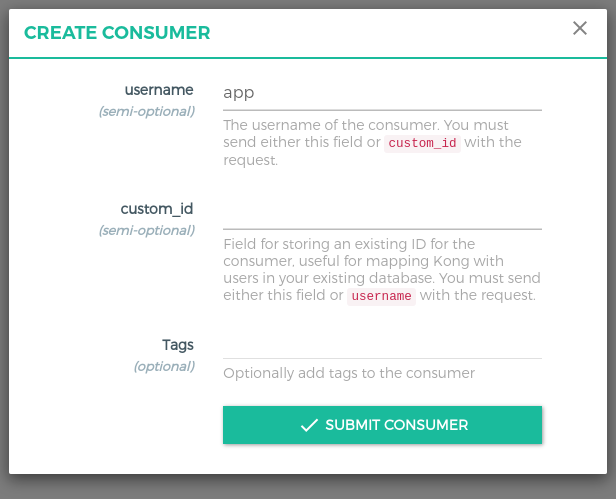 CREATE CONSUMER
username
app
(semi-optional)
The username of the consumer. You must
send either this field or custom_id with the
request.
custom_id
(semi-optional)
Field for storing an existing ID for the
consumer, useful for mapping Kong with
users in your existing database. You must send
either this field or username with the request.
Tags
(optional)
Optionally add tags to the consumer
SUBMIT CONSUMER